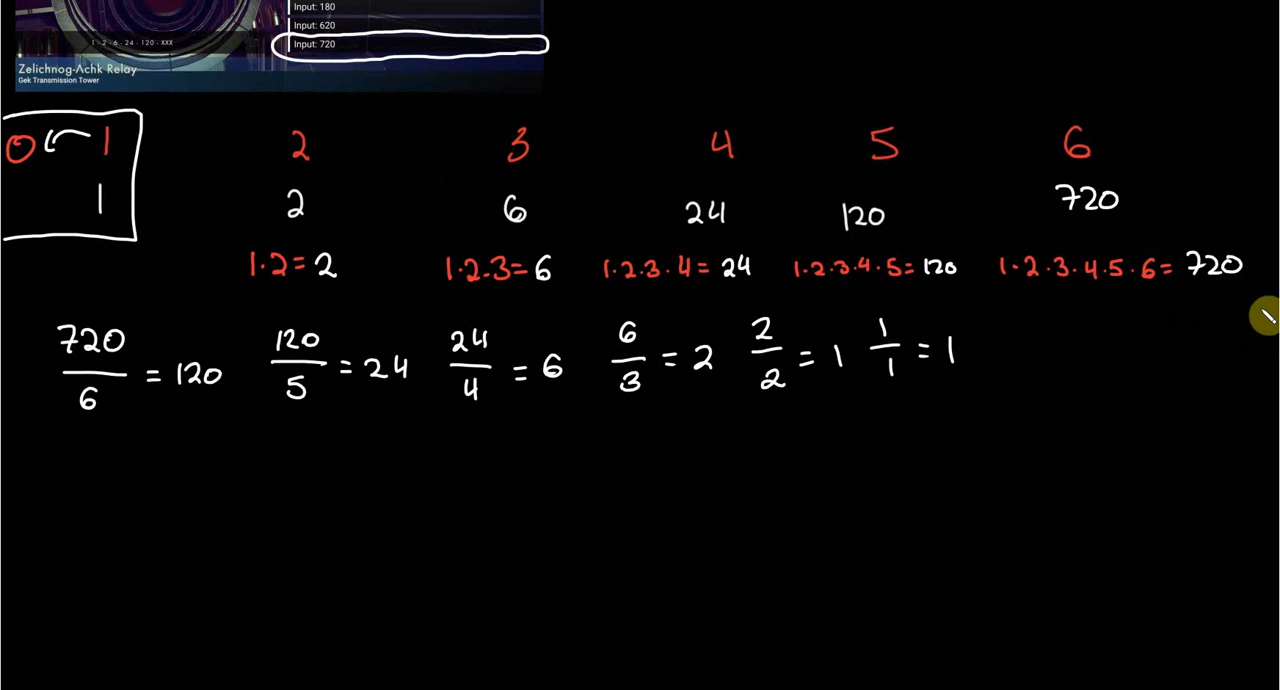 Input: 180
Input: 620
Input: 720
1 - 2 - 6 - 24 - 120 - XXX
Zelichnog-Achk Relay
Gek Transmission Tower
0 1 2 3 4 5 6
1 2 6 24 120 720
1·2=2 1·2·3=6 1·2·3·4=24 1·2·3·4·5=120 1·2·3·4·5·6=720
720/6 = 120 120/5 = 24 24/4 = 6 6/3 = 2 2/2 = 1 1/1 = 1